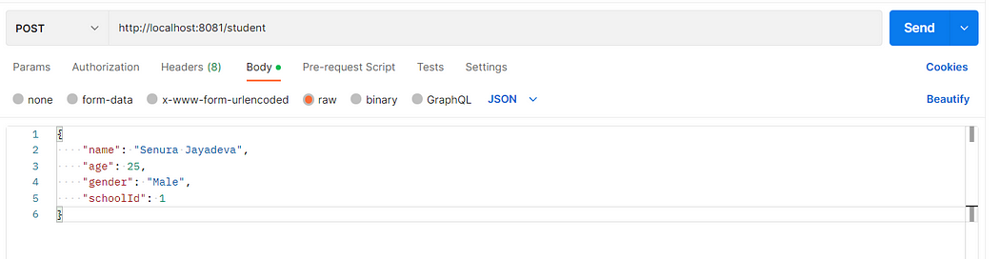 POST http://localhost:8081/student Send
Params Authorization Headers (8) Body Pre-request Script Tests Settings Cookies
none form-data x-www-form-urlencoded raw binary GraphQL JSON Beautify
1 {
2 "name": "Senura Jayadeva",
3 "age": 25,
4 "gender": "Male",
5 "schoolId": 1
6 }